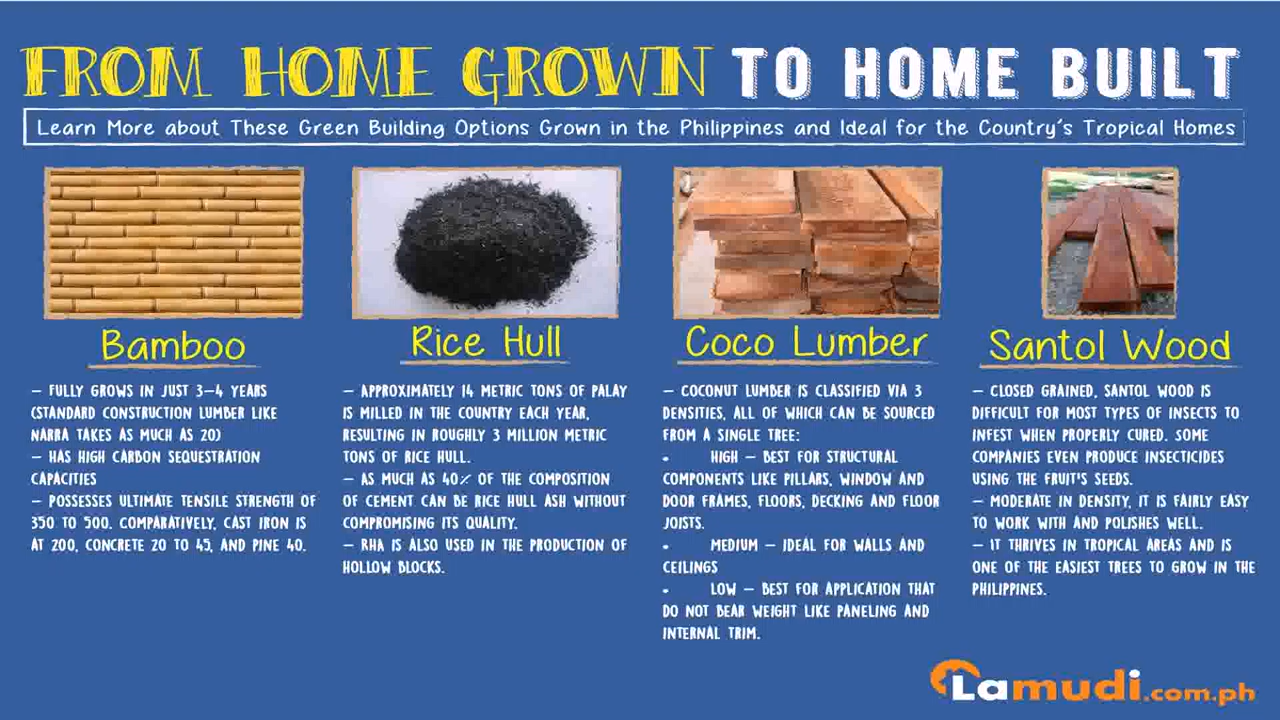 FROM HOME GROWN TO HOME BUILT
Learn More about These Green Building Options Grown in the Philippines and Ideal for the Country's Tropical Homes
Bamboo
– FULLY GROWS IN JUST 3–4 YEARS
(STANDARD CONSTRUCTION LUMBER LIKE
NARRA TAKES AS MUCH AS 20)
– HAS HIGH CARBON SEQUESTRATION
CAPACITIES
– POSSESSES ULTIMATE TENSILE STRENGTH OF
350 TO 500. COMPARATIVELY, CAST IRON IS
AT 200, CONCRETE 20 TO 45, AND PINE 40.
Rice Hull
– APPROXIMATELY 14 METRIC TONS OF PALAY
IS MILLED IN THE COUNTRY EACH YEAR,
RESULTING IN ROUGHLY 3 MILLION METRIC
TONS OF RICE HULL.
– AS MUCH AS 40% OF THE COMPOSITION
OF CEMENT CAN BE RICE HULL ASH WITHOUT
COMPROMISING ITS QUALITY.
– RHA IS ALSO USED IN THE PRODUCTION OF
HOLLOW BLOCKS.
Coco Lumber
– COCONUT LUMBER IS CLASSIFIED VIA 3
DENSITIES, ALL OF WHICH CAN BE SOURCED
FROM A SINGLE TREE:
• HIGH – BEST FOR STRUCTURAL
COMPONENTS LIKE PILLARS, WINDOW AND
DOOR FRAMES, FLOORS, DECKING AND FLOOR
JOISTS.
• MEDIUM – IDEAL FOR WALLS AND
CEILINGS
• LOW – BEST FOR APPLICATION THAT
DO NOT BEAR WEIGHT LIKE PANELING AND
INTERNAL TRIM.
Santol Wood
– CLOSED GRAINED, SANTOL WOOD IS
DIFFICULT FOR MOST TYPES OF INSECTS TO
INFEST WHEN PROPERLY CURED. SOME
COMPANIES EVEN PRODUCE INSECTICIDES
USING THE FRUIT'S SEEDS.
– MODERATE IN DENSITY, IT IS FAIRLY EASY
TO WORK WITH AND POLISHES WELL.
– IT THRIVES IN TROPICAL AREAS AND IS
ONE OF THE EASIEST TREES TO GROW IN THE
PHILIPPINES.
Lamudi.com.ph